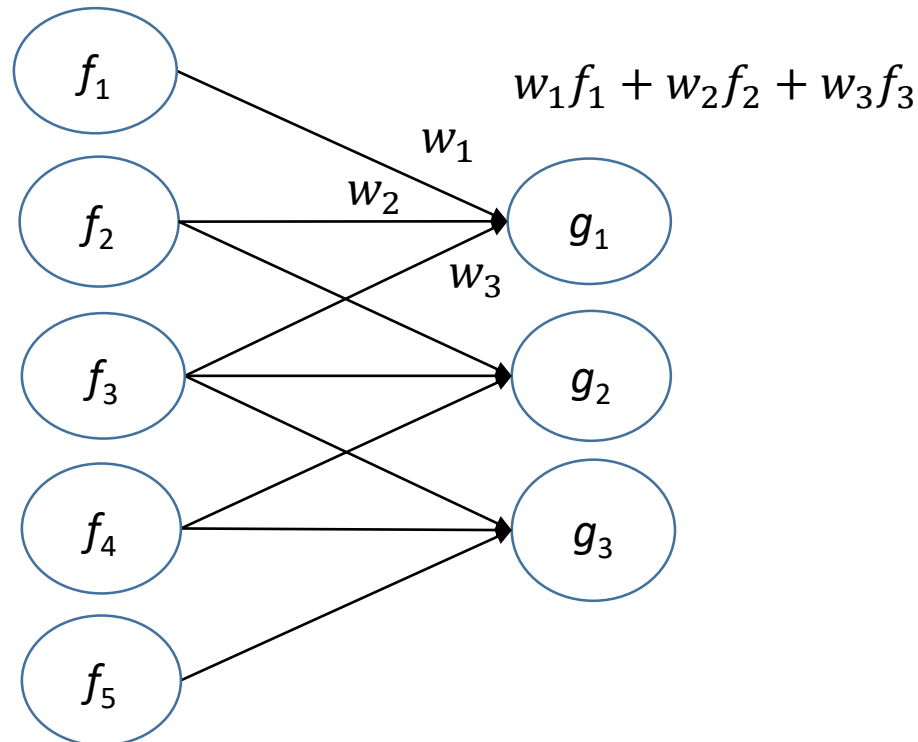 f₁
w₁f₁ + w₂f₂ + w₃f₃
w₁
w₂
f₂
g₁
w₃
f₃
g₂
f₄
g₃
f₅